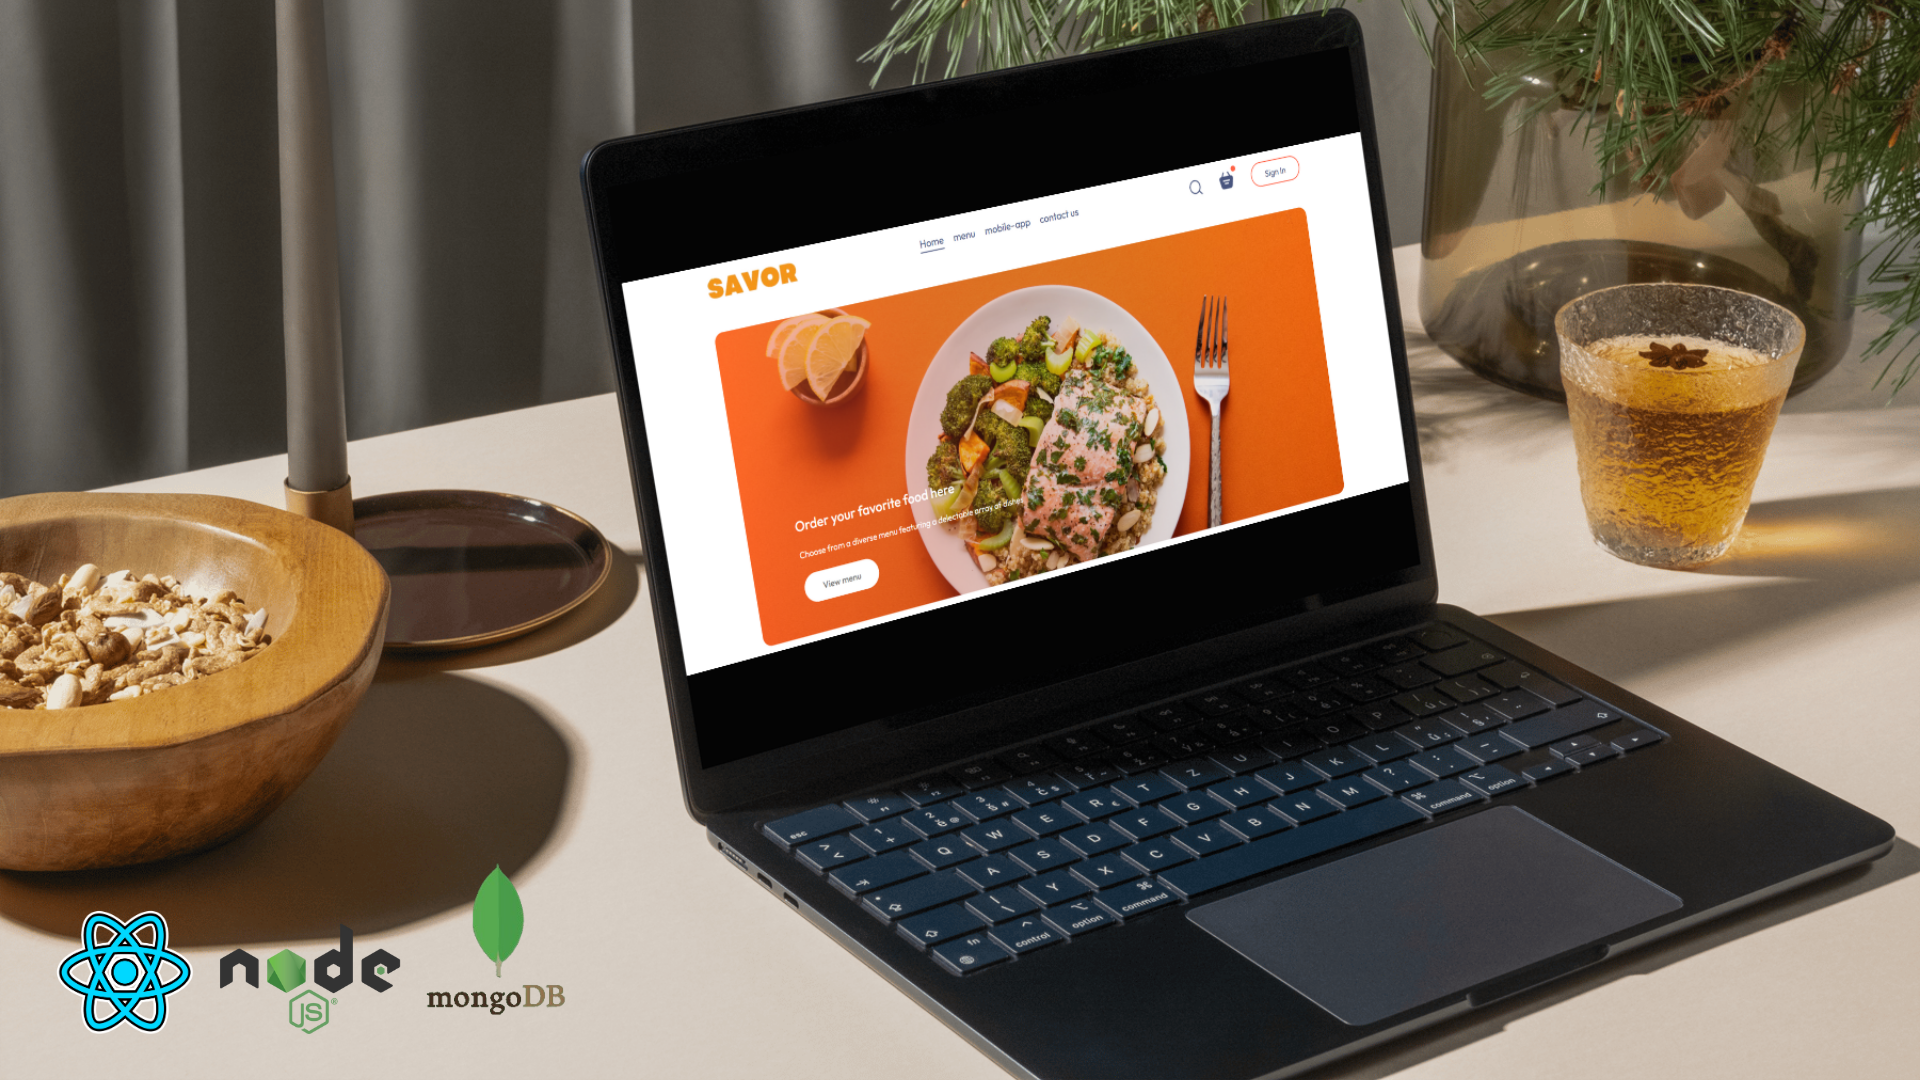 Sign In
Home menu mobile-app contact us
SAVOR
Order your favorite food here
Choose from a diverse menu featuring a delectable array of dishes
View menu
esc
Q W E R T Z U I O P
A S D F G H J K L
Y X C V B N M
fn control option command command option
node
JS
mongoDB